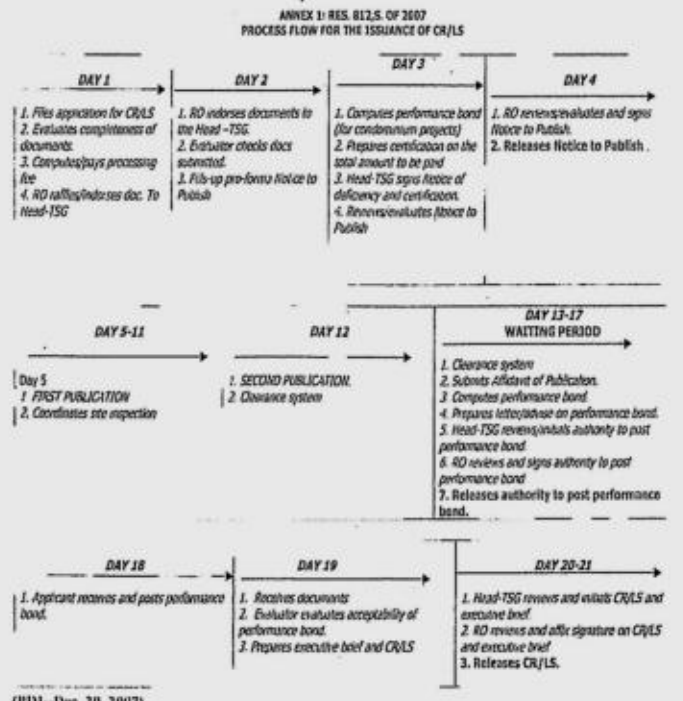 ANNEX 1: RES. 812,S. OF 2007
PROCESS FLOW FOR THE ISSUANCE OF CR/LS
DAY 1
1. Files application for CR/LS
2. Evaluates completeness of
documents.
3. Computes/pays processing
fee
4. RO raffles/indorses doc. To
Head-TSG
DAY 2
1. RO indorses documents to
the Head –TSG.
2. Evaluator checks docs
submitted.
3. Fills-up pro-forma Notice to
Publish
DAY 3
1. Computes performance bond
(for condominium projects)
2. Prepares certification on the
total amount to be paid
3. Head-TSG signs Notice of
deficiency and certification.
4. Reviews/evaluates Notice to
Publish
DAY 4
1. RO reviews/evaluates and signs
Notice to Publish.
2. Releases Notice to Publish .
DAY 5-11
Day 5
1 FIRST PUBLICATION
2. Coordinates site inspection
DAY 12
1. SECOND PUBLICATION.
2. Clearance system
DAY 13-17
WAITING PERIOD
1. Clearance system
2. Submits Affidavit of Publication.
3 Computes performance bond.
4. Prepares letter/advise on performance bond.
5. Head-TSG reviews/initials authority to post
performance bond.
6. RO reviews and signs authority to post
performance bond
7. Releases authority to post performance
bond.
DAY 18
1. Applicant receives and posts performance
bond.
DAY 19
1. Receives documents
2. Evaluator evaluates acceptability of
performance bond.
3. Prepares executive brief and CR/LS
DAY 20-21
1. Head-TSG reviews and initials CR/LS and
executive brief
2. RO reviews and affix signature on CR/LS
and executive brief
3. Releases CR/LS.